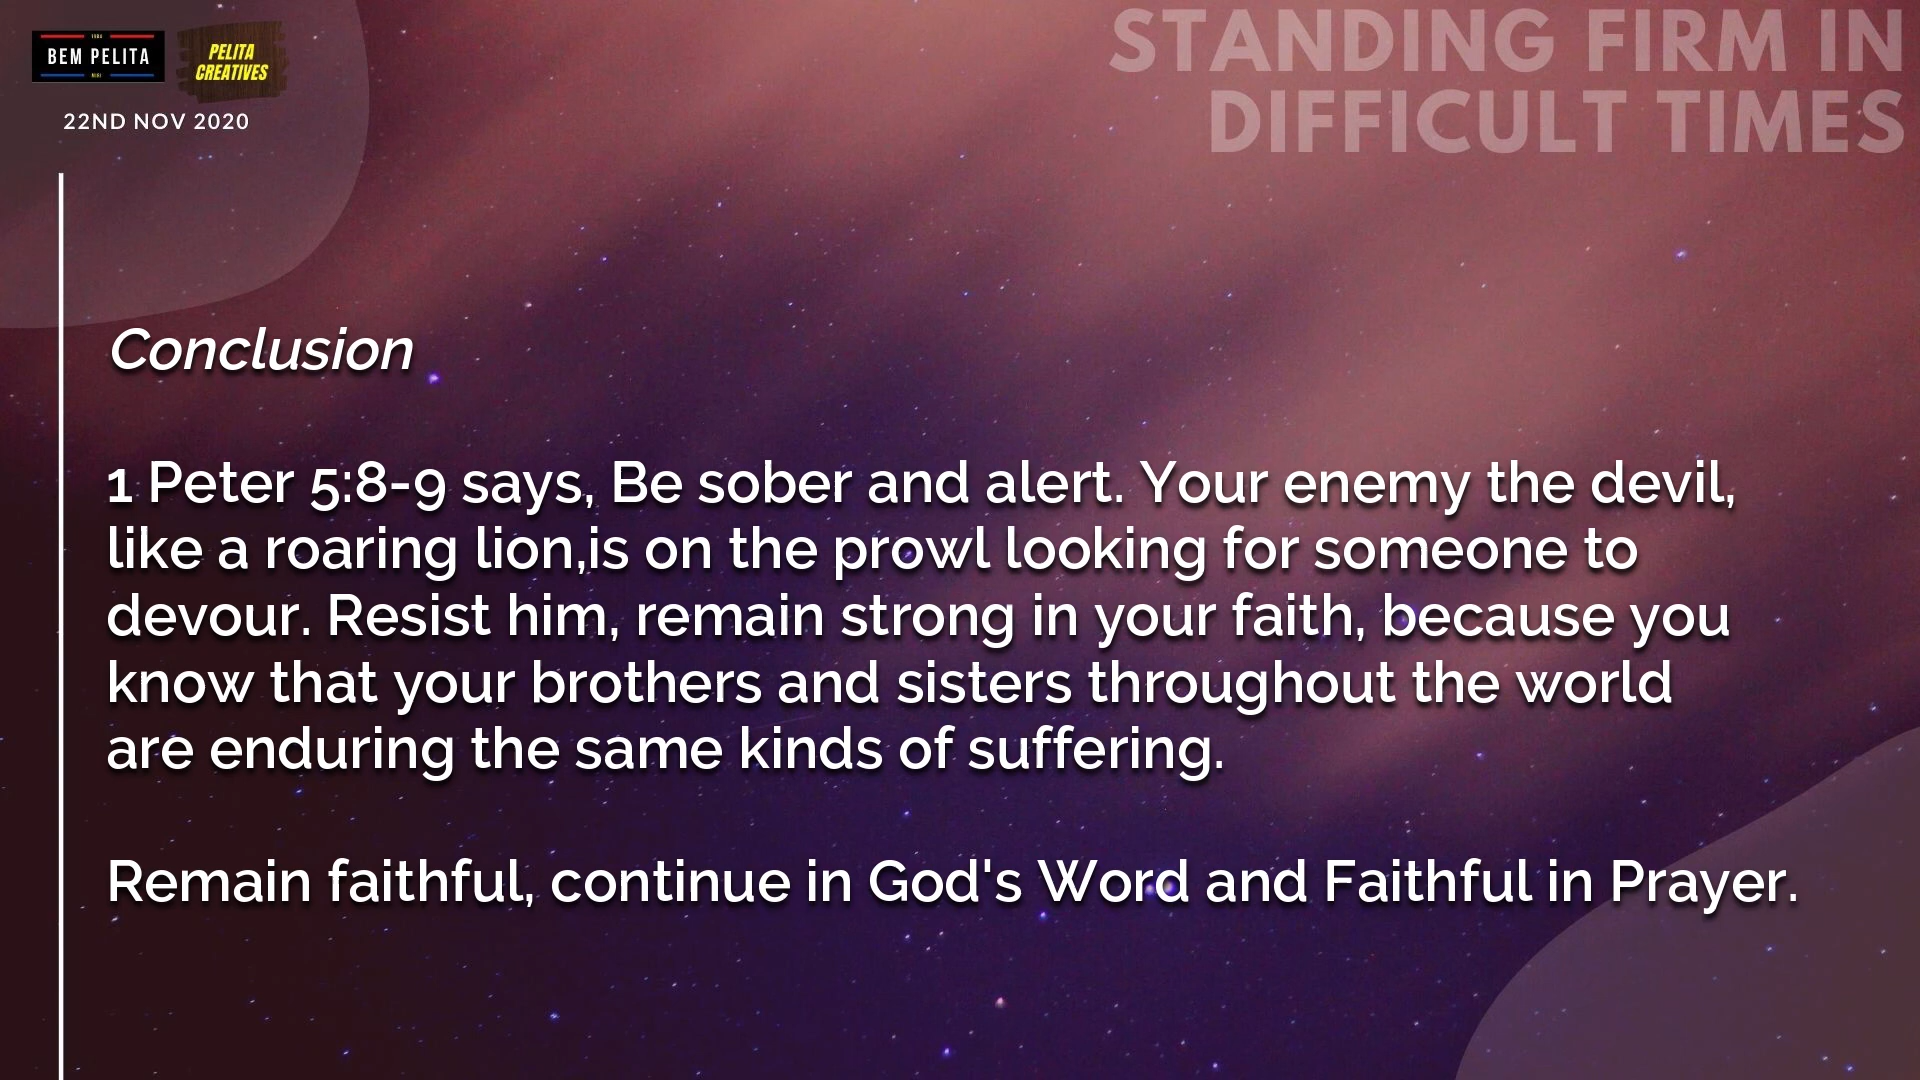 1984
BEM PELITA
MIRI
PELITA
CREATIVES
22ND NOV 2020
STANDING FIRM IN
DIFFICULT TIMES
Conclusion
1 Peter 5:8-9 says, Be sober and alert. Your enemy the devil,
like a roaring lion,is on the prowl looking for someone to
devour. Resist him, remain strong in your faith, because you
know that your brothers and sisters throughout the world
are enduring the same kinds of suffering.
Remain faithful, continue in God's Word and Faithful in Prayer.